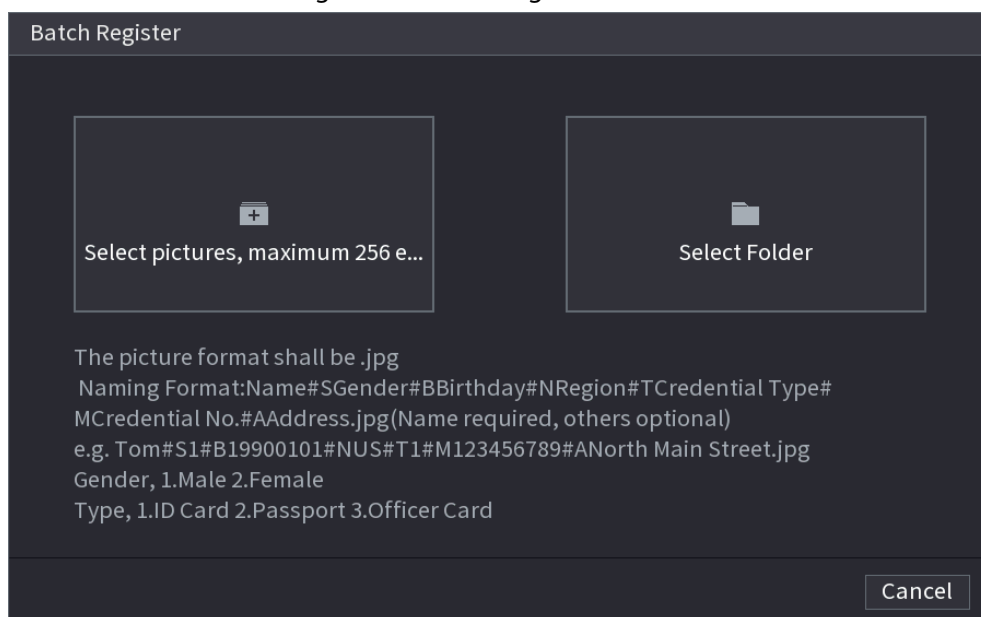 Batch Register
Select pictures, maximum 256 e...
Select Folder
The picture format shall be .jpg
Naming Format:Name#SGender#BBirthday#NRegion#TCredential Type#
MCredential No.#AAddress.jpg(Name required, others optional)
e.g. Tom#S1#B19900101#NUS#T1#M123456789#ANorth Main Street.jpg
Gender, 1.Male 2.Female
Type, 1.ID Card 2.Passport 3.Officer Card
Cancel